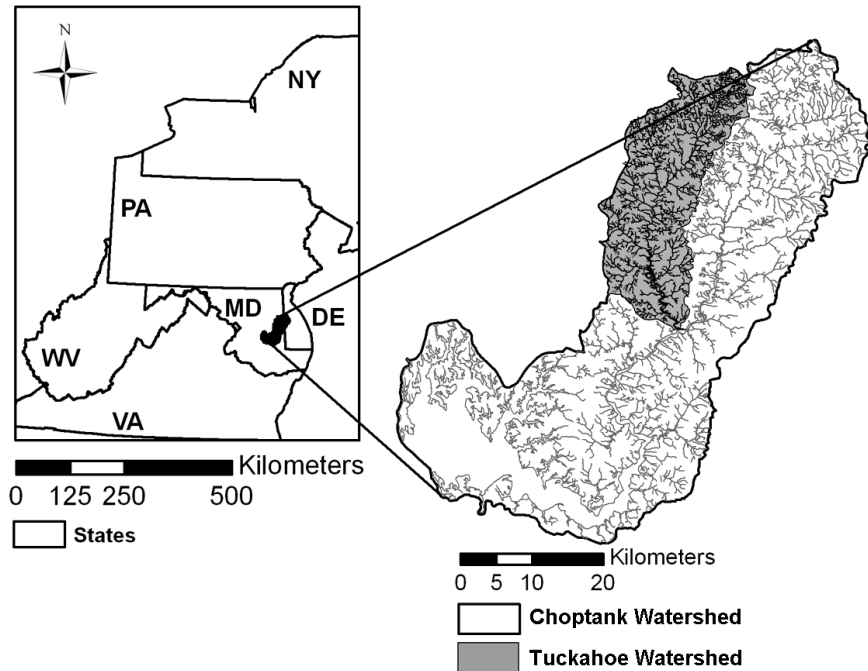 N
NY
PA
MD
DE
WV
VA
Kilometers
0 125 250 500
States
Kilometers
0 5 10 20
Choptank Watershed
Tuckahoe Watershed